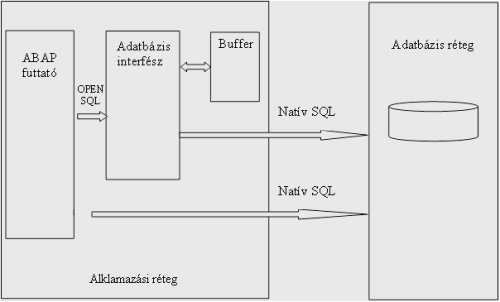 ABAP
futtató
OPEN
SQL
Adatbázis
interfész
Buffer
Natív SQL
Natív SQL
Alklamazási réteg
Adatbázis réteg